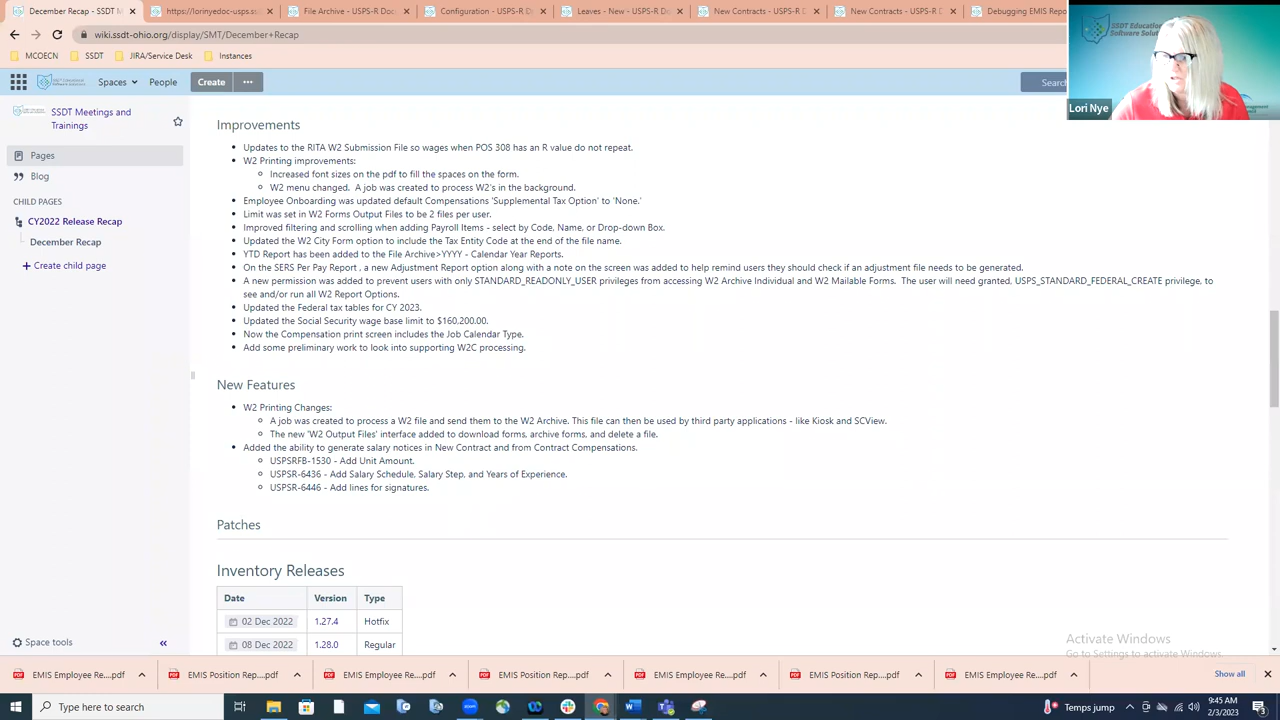 December Recap - SSDT Mee
https://lorinyedoc-us.ssdt
File Archive - USPS-R Doc
Configuration - USPS-R D
Leaves - New - USPS-R Dc
New Contracts - USPS-R
New Contracts - USPS-R D
Debugging EMIS Repo
wiki.ssdt-ohio.org/display/SMT/December+Recap
MCOECN
SSDT
JIRA/Service Desk
Instances
Spaces
People
Create
Search
SSDT Education
Software Solu
Lori Nye
SSDT Meetings and
Trainings
Pages
Blog
CHILD PAGES
CY2022 Release Recap
December Recap
+ Create child page
Space tools
Improvements
• Updates to the RITA W2 Submission File so wages when POS 308 has an R value do not repeat.
• W2 Printing improvements:
Increased font sizes on the pdf to fill the spaces on the form.
W2 menu changed. A job was created to process W2's in the background.
• Employee Onboarding was updated default Compensations 'Supplemental Tax Option' to 'None.'
• Limit was set in W2 Forms Output Files to be 2 files per user.
• Improved filtering and scrolling when adding Payroll Items - select by Code, Name, or Drop-down Box.
• Updated the W2 City Form option to include the Tax Entity Code at the end of the file name.
• YTD Report has been added to the File Archive>YYYY - Calendar Year Reports.
• On the SERS Per Pay Report , a new Adjustment Report option along with a note on the screen was added to help remind users they should check if an adjustment file needs to be generated.
• A new permission was added to prevent users with only STANDARD_READONLY_USER privileges from accessing W2 Archive Individual and W2 Mailable Forms. The user will need granted, USPS_STANDARD_FEDERAL_CREATE privilege, to
see and/or run all W2 Report Options.
• Updated the Federal tax tables for CY 2023.
• Updated the Social Security wage base limit to $160,200.00.
• Now the Compensation print screen includes the Job Calendar Type.
• Add some preliminary work to look into supporting W2C processing.
New Features
• W2 Printing Changes:
A job was created to process a W2 file and send them to the W2 Archive. This file can then be used by third party applications - like Kiosk and SCView.
The new 'W2 Output Files' interface added to download forms, archive forms, and delete a file.
• Added the ability to generate salary notices in New Contract and from Contract Compensations.
USPSRFB-1530 - Add Unit Amount.
USPSR-6436 - Add Salary Schedule, Salary Step, and Years of Experience.
USPSR-6446 - Add lines for signatures.
Patches
Inventory Releases
Date Version Type
02 Dec 2022 1.27.4 Hotfix
08 Dec 2022 1.28.0 Regular
Activate Windows
Go to Settings to activate Windows.
EMIS Employee Re....pdf
EMIS Position Rep....pdf
EMIS Employee Re....pdf
EMIS Position Rep....pdf
EMIS Employee Re....pdf
EMIS Position Rep....pdf
EMIS Employee Re....pdf
Show all
Type here to search
Temps jump
9:45 AM
2/3/2023